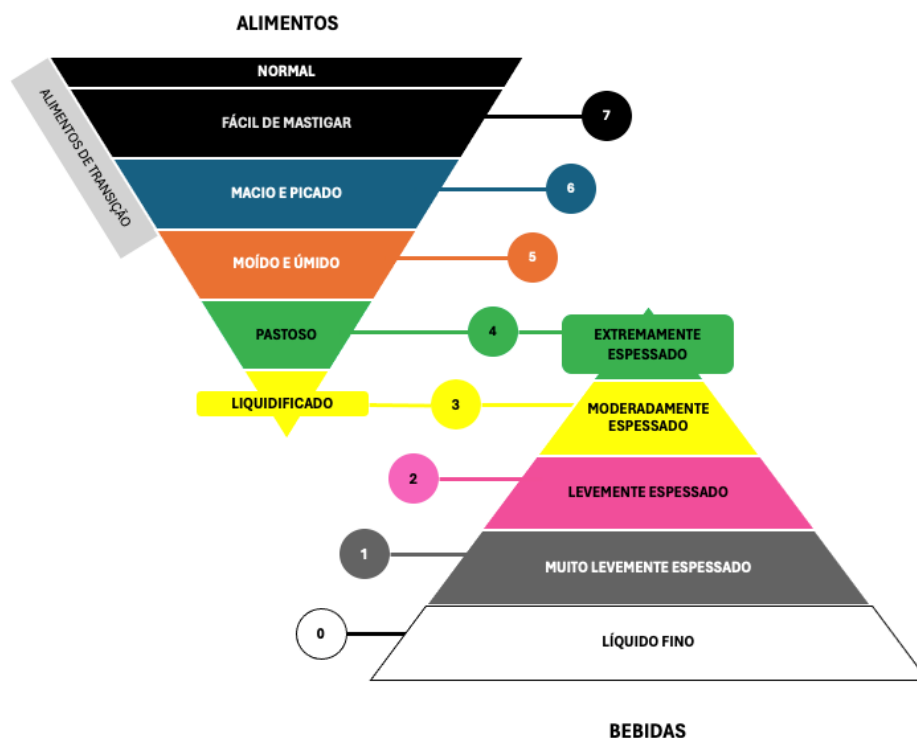 ALIMENTOS
NORMAL
ALIMENTOS DE TRANSIÇÃO
FÁCIL DE MASTIGAR
7
MACIO E PICADO
6
MOÍDO E ÚMIDO
5
PASTOSO
4
EXTREMAMENTE
ESPESSADO
LIQUIDIFICADO
3
MODERADAMENTE
ESPESSADO
2
LEVEMENTE ESPESSADO
1
MUITO LEVEMENTE ESPESSADO
0
LÍQUIDO FINO
BEBIDAS